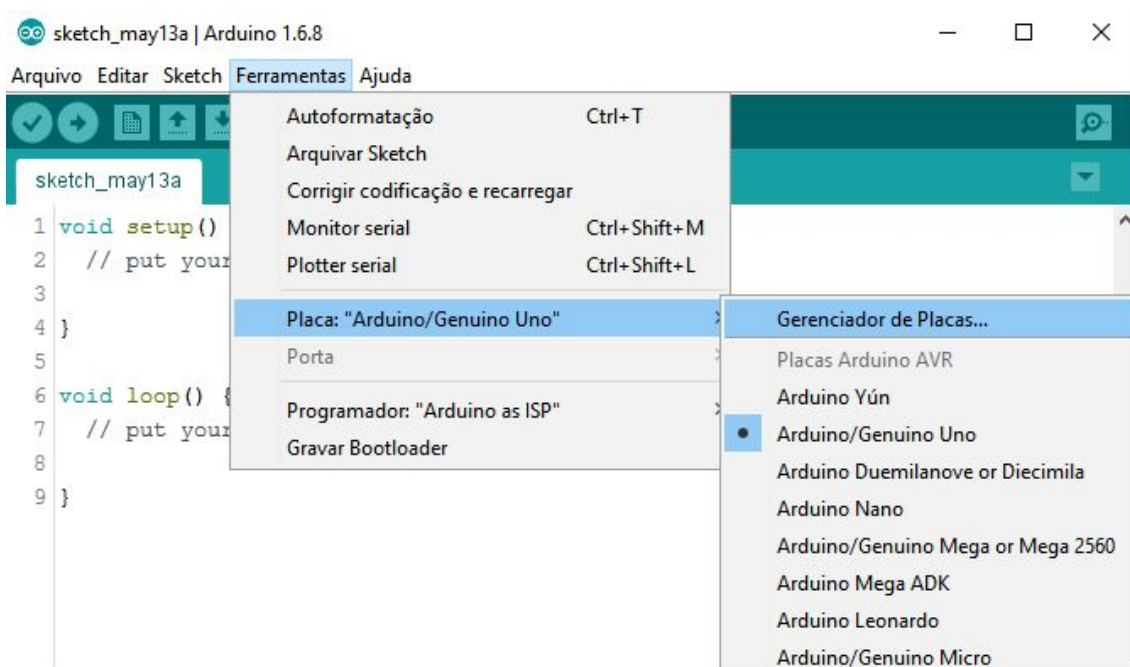 sketch_may13a | Arduino 1.6.8
Arquivo Editar Sketch Ferramentas Ajuda
sketch_may13a
1 void setup()
2 // put your
3
4 }
5
6 void loop() {
7 // put your
8
9 }
Autoformatação Ctrl+T
Arquivar Sketch
Corrigir codificação e recarregar
Monitor serial Ctrl+Shift+M
Plotter serial Ctrl+Shift+L
Placa: "Arduino/Genuino Uno"
Porta
Programador: "Arduino as ISP"
Gravar Bootloader
Gerenciador de Placas...
Placas Arduino AVR
Arduino Yún
Arduino/Genuino Uno
Arduino Duemilanove or Diecimila
Arduino Nano
Arduino/Genuino Mega or Mega 2560
Arduino Mega ADK
Arduino Leonardo
Arduino/Genuino Micro